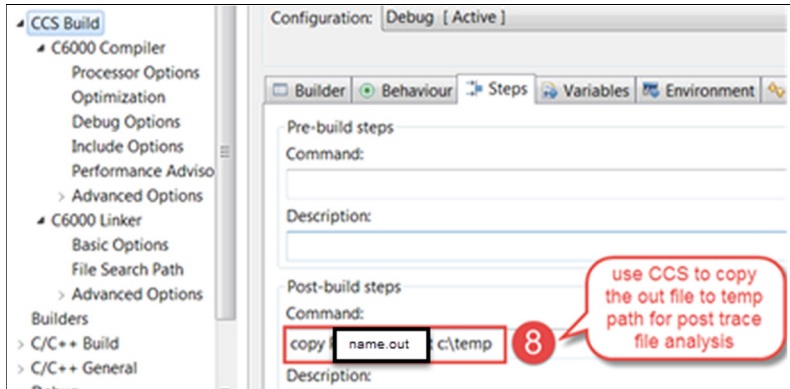 CCS Build
C6000 Compiler
Processor Options
Optimization
Debug Options
Include Options
Performance Adviso
Advanced Options
C6000 Linker
Basic Options
File Search Path
Advanced Options
Builders
C/C++ Build
C/C++ General
Configuration: Debug [ Active ]
Builder Behaviour Steps Variables Environment
Pre-build steps
Command:
Description:
Post-build steps
Command:
copy name.out c:\temp
8
use CCS to copy
the out file to temp
path for post trace
file analysis
Description: